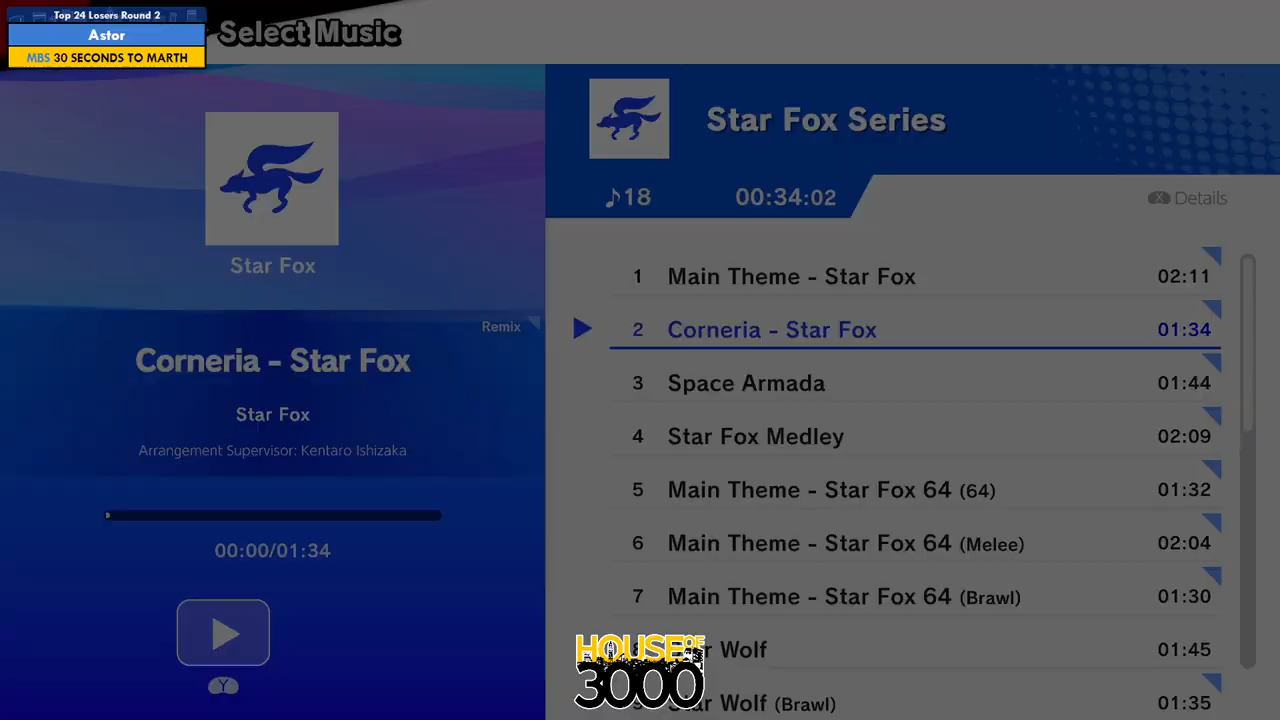 Top 24 Losers Round 2
Astor
MBS 30 SECONDS TO MARTH
Select Music
Star Fox
Remix
Corneria - Star Fox
Star Fox
Arrangement Supervisor: Kentaro Ishizaka
00:00/01:34
Y
Star Fox Series
♪18 00:34:02
X Details
1 Main Theme - Star Fox 02:11
2 Corneria - Star Fox 01:34
3 Space Armada 01:44
4 Star Fox Medley 02:09
5 Main Theme - Star Fox 64 (64) 01:32
6 Main Theme - Star Fox 64 (Melee) 02:04
7 Main Theme - Star Fox 64 (Brawl) 01:30
Wolf 01:45
Wolf (Brawl) 01:35
HOUSE OF
3000